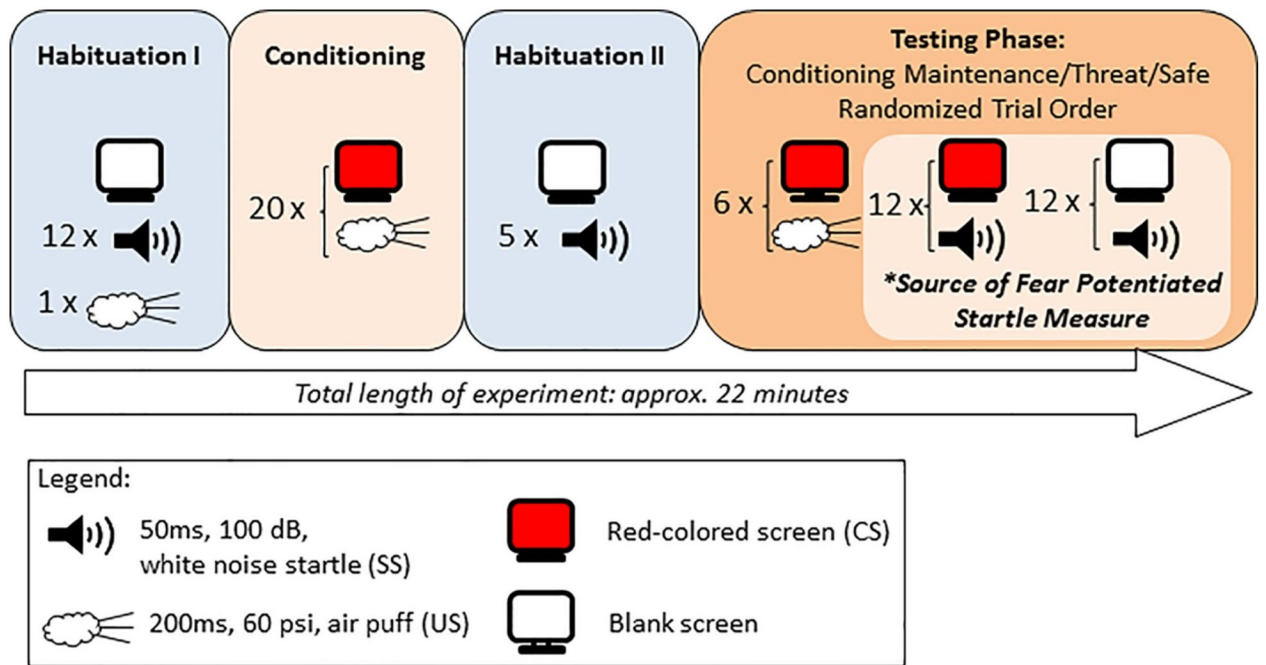 Habituation I
12 x
1 x
Conditioning
20 x
Habituation II
5 x
Testing Phase:
Conditioning Maintenance/Threat/Safe
Randomized Trial Order
6 x
12 x
12 x
*Source of Fear Potentiated
Startle Measure
Total length of experiment: approx. 22 minutes
Legend:
50ms, 100 dB,
white noise startle (SS)
200ms, 60 psi, air puff (US)
Red-colored screen (CS)
Blank screen